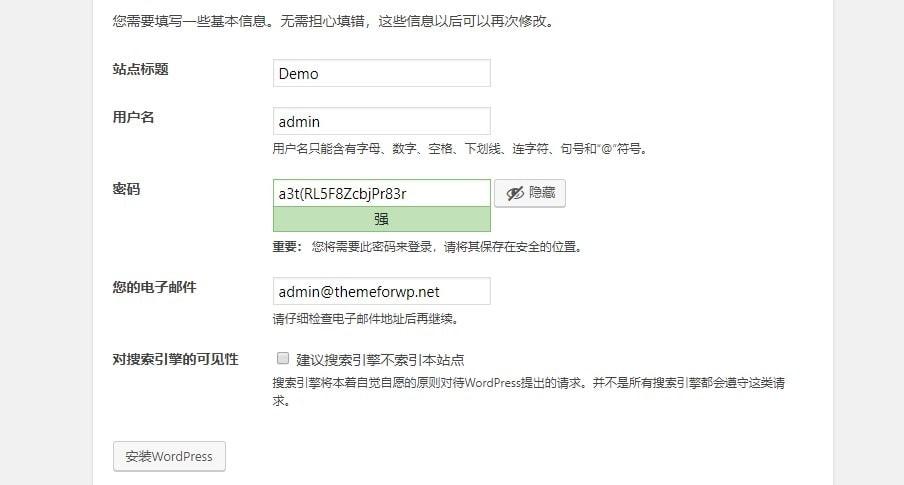 您需要填写一些基本信息。无需担心填错，这些信息以后可以再次修改。
站点标题
Demo
用户名
admin
用户名只能含有字母、数字、空格、下划线、连字符、句号和“@”符号。
密码
a3t(RL5F8ZcbjPr83r
隐藏
强
重要： 您将需要此密码来登录，请将其保存在安全的位置。
您的电子邮件
admin@themeforwp.net
请仔细检查电子邮件地址后再继续。
对搜索引擎的可见性
建议搜索引擎不索引本站点
搜索引擎将本着自觉自愿的原则对待WordPress提出的请求。并不是所有搜索引擎都会遵守这类请
求。
安装WordPress